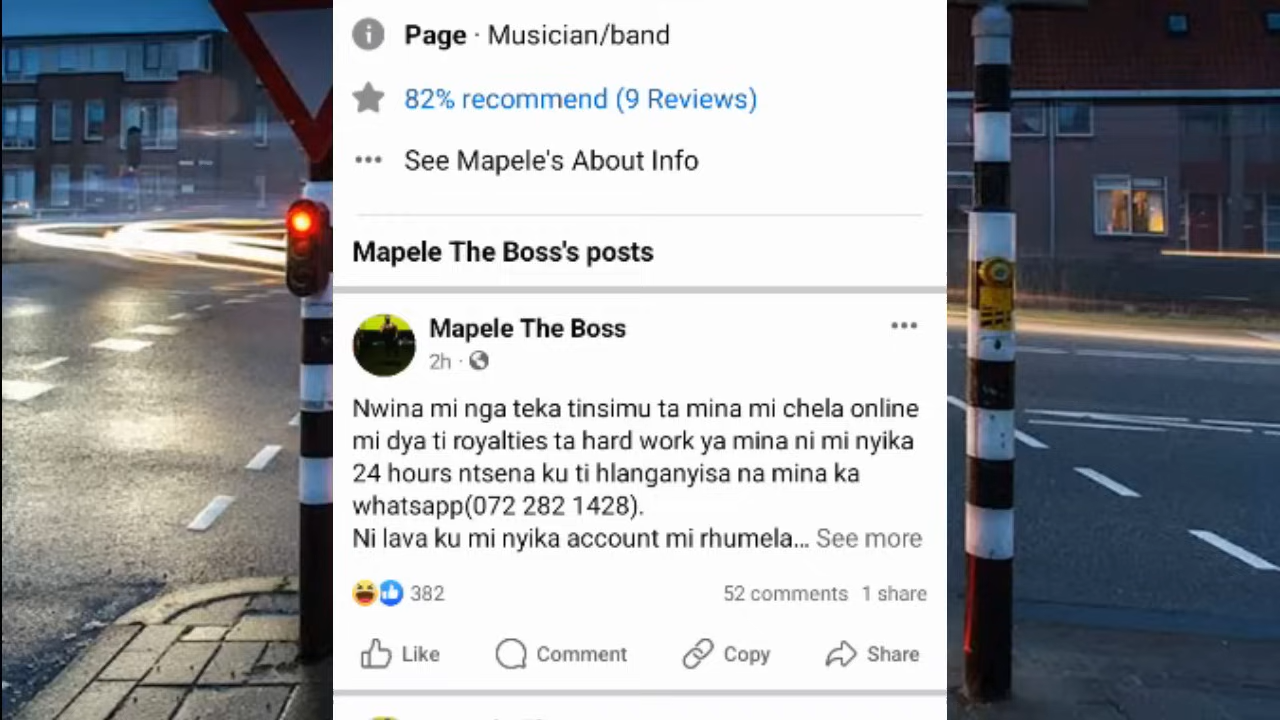 Page · Musician/band
82% recommend (9 Reviews)
See Mapele's About Info
Mapele The Boss's posts
Mapele The Boss
2h ·
Nwina mi nga teka tinsimu ta mina mi chela online
mi dya ti royalties ta hard work ya mina ni mi nyika
24 hours ntsena ku ti hlanganyisa na mina ka
whatsapp(072 282 1428).
Ni lava ku mi nyika account mi rhumela... See more
382 52 comments 1 share
Like Comment Copy Share